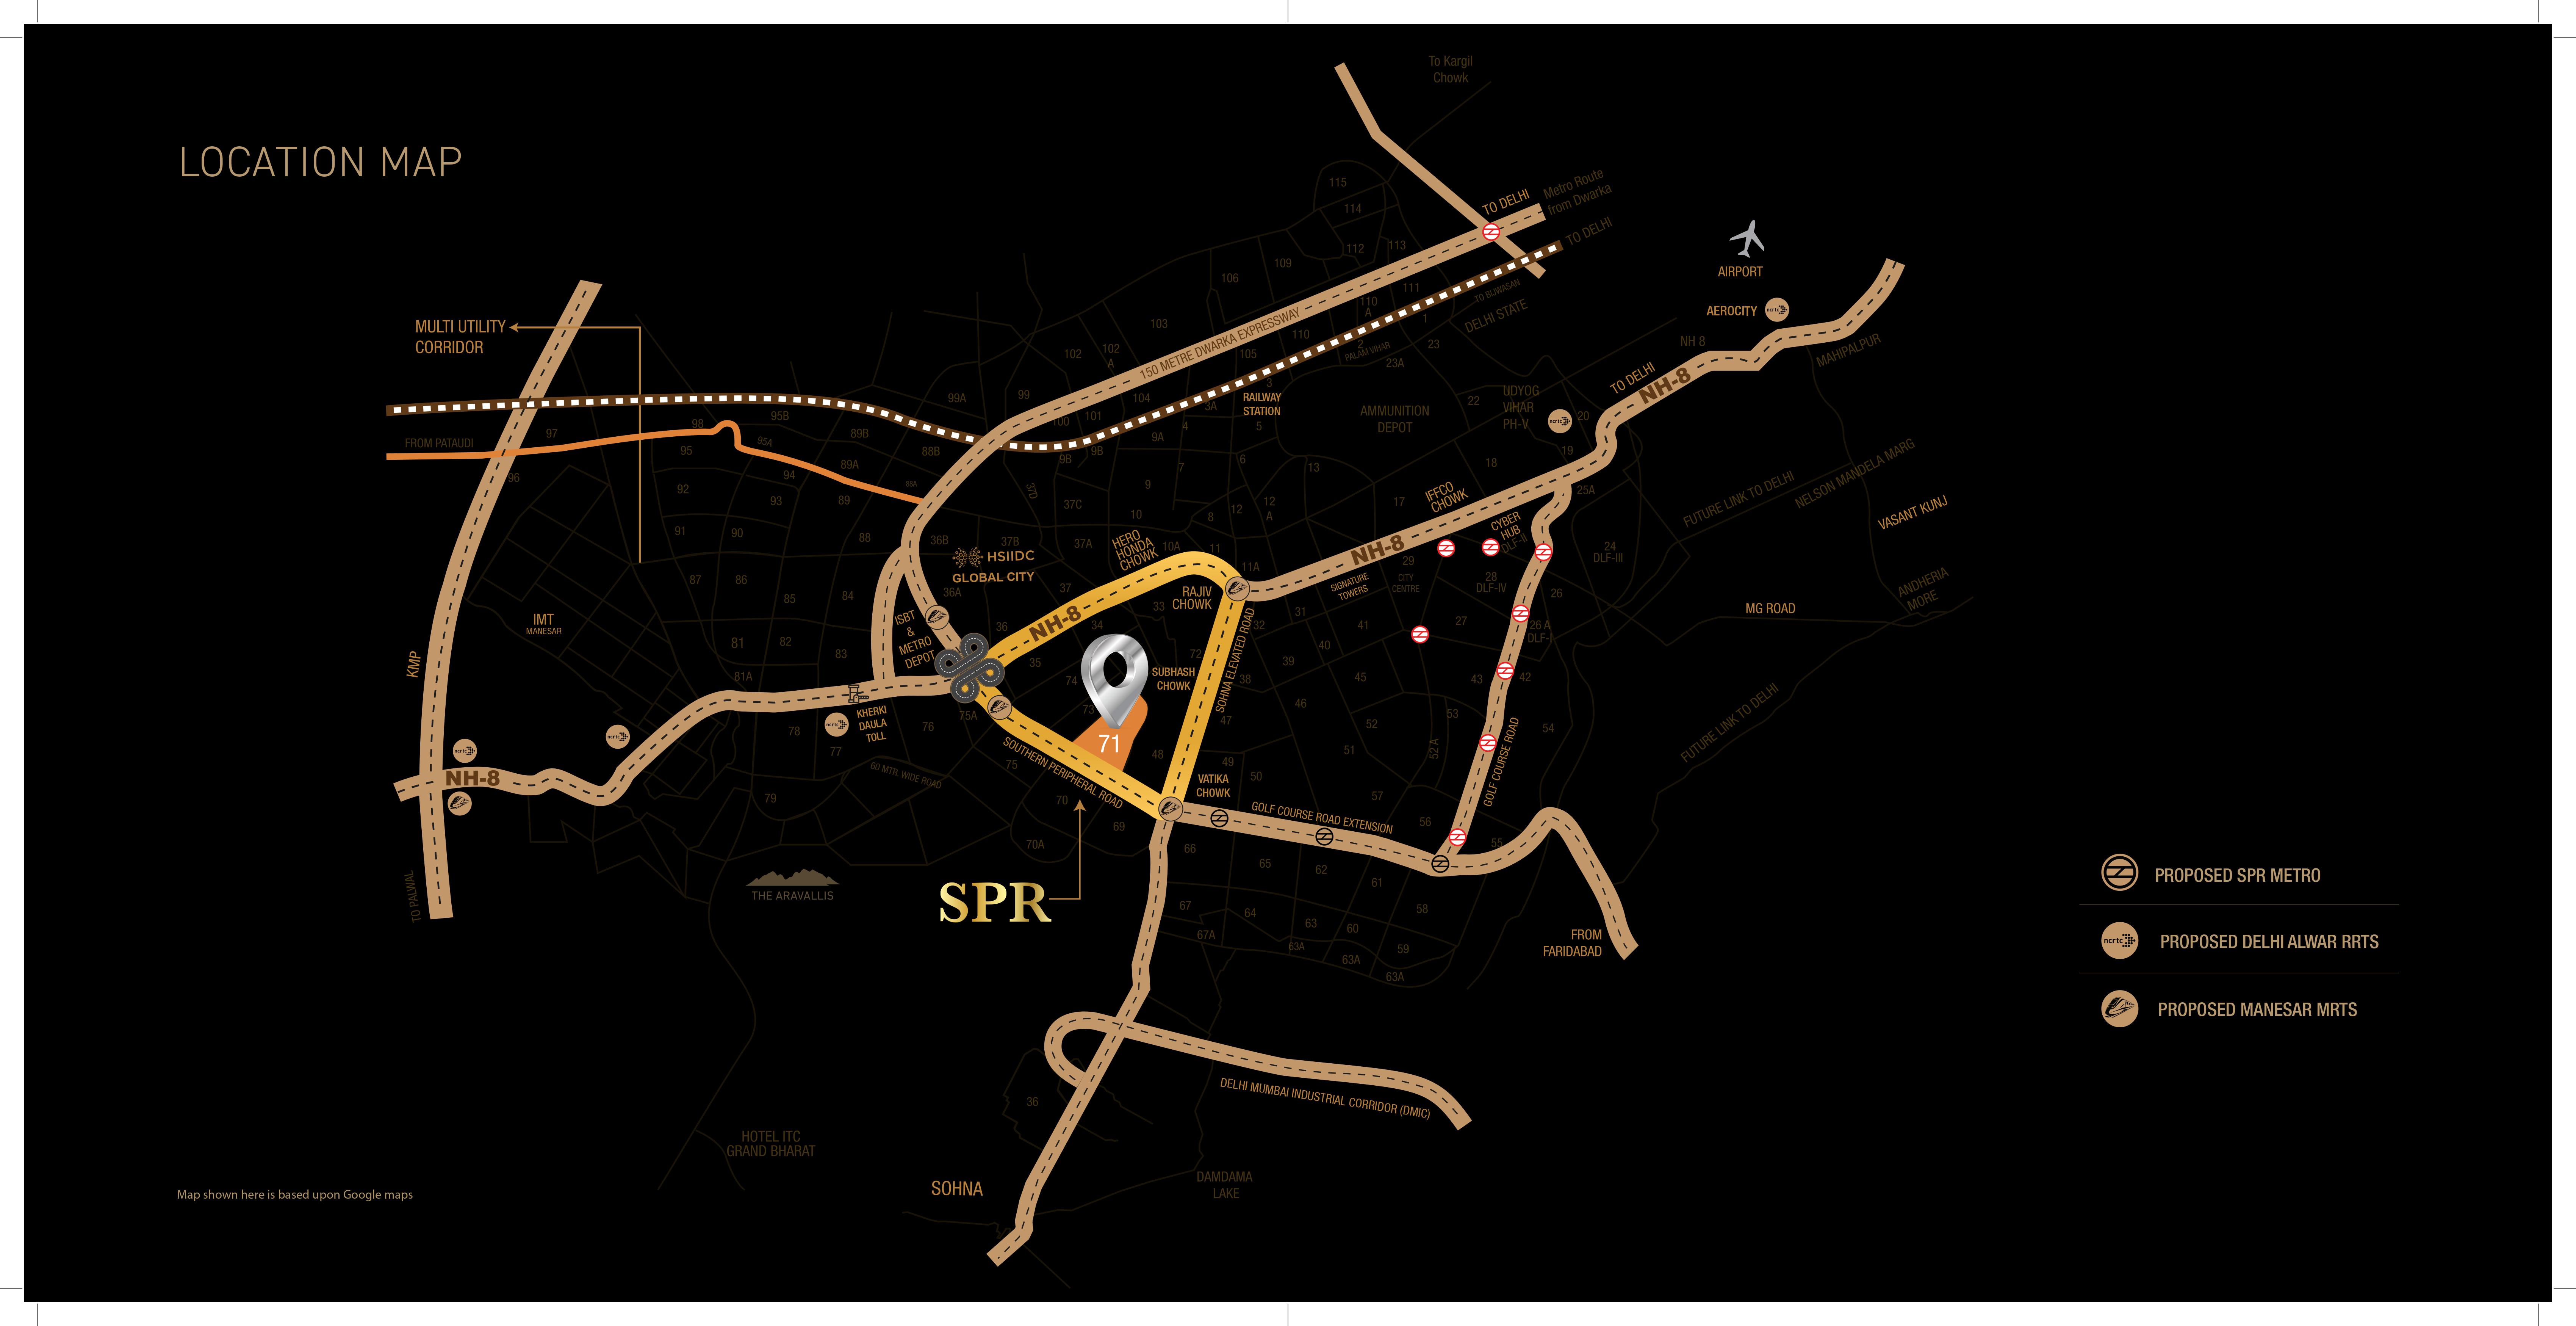 LOCATION MAP
To Kargil
Chowk
115
114
TO DELHI
Metro Route
from Dwarka
TO DELHI
112
113
109
106
111
TO BIJWASAN
DELHI STATE
110
A
1
AIRPORT
AEROCITY
NH 8
MAHIPALPUR
MULTI UTILITY
CORRIDOR
103
150 METRE DWARKA EXPRESSWAY
110
2
PALAM VIHAR
23
23A
102
102
A
105
3
TO DELHI
NH-8
99A
99
104
3A
RAILWAY
STATION
5
AMMUNITION
DEPOT
22
UDYOG
VIHAR
PH-V
20
100
101
4
95B
98
97
95A
89B
88B
9A
9B
9B
6
19
FROM PATAUDI
95
94
89A
88A
7
13
18
96
92
93
89
37D
37C
9
12
12
A
17
IFFCO
CHOWK
25A
FUTURE LINK TO DELHI
NELSON MANDELA MARG
VASANT KUNJ
10
8
91
90
88
36B
37B
37A
HERO
HONDA
CHOWK
10A
11
NH-8
CYBER
HUB
DLF-II
24
DLF-III
HSIIDC
GLOBAL CITY
11A
29
87
86
85
84
36A
37
33
RAJIV
CHOWK
SIGNATURE
TOWERS
CITY
CENTRE
28
DLF-IV
26
ANDHERIA
MORE
MG ROAD
IMT
MANESAR
ISBT
&
METRO
DEPOT
36
NH-8
34
32
31
41
27
26 A
DLF-I
81
82
83
35
72
SOHNA ELEVATED ROAD
40
39
KMP
81A
74
SUBHASH
CHOWK
38
45
43
42
KHERKI
DAULA
TOLL
75A
73
47
46
52
53
54
FUTURE LINK TO DELHI
78
77
76
71
48
51
52 A
GOLF COURSE ROAD
NH-8
60 MTR. WIDE ROAD
75
SOUTHERN PERIPHERAL ROAD
49
50
79
70
VATIKA
CHOWK
57
69
GOLF COURSE ROAD EXTENSION
56
55
70A
66
65
62
61
TO PALWAL
THE ARAVALLIS
SPR
67
64
63
60
58
67A
63A
59
63A
63A
FROM
FARIDABAD
PROPOSED SPR METRO
ncrtc
PROPOSED DELHI ALWAR RRTS
PROPOSED MANESAR MRTS
36
DELHI MUMBAI INDUSTRIAL CORRIDOR (DMIC)
HOTEL ITC
GRAND BHARAT
SOHNA
DAMDAMA
LAKE
Map shown here is based upon Google maps